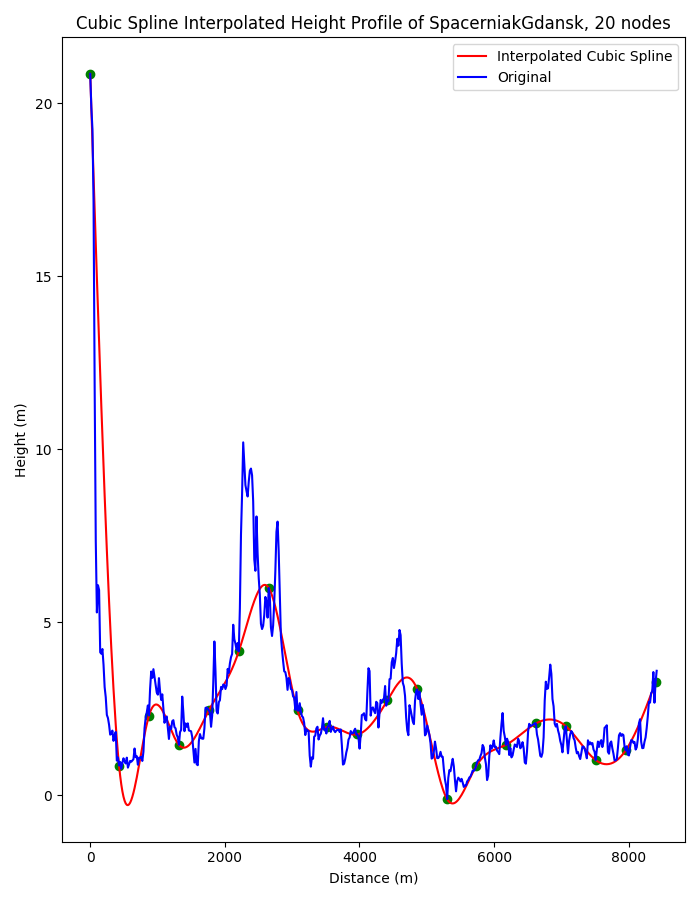 Cubic Spline Interpolated Height Profile of SpacerniakGdansk, 20 nodes
Interpolated Cubic Spline
Original
20
15
10
5
0
Height (m)
0 2000 4000 6000 8000
Distance (m)